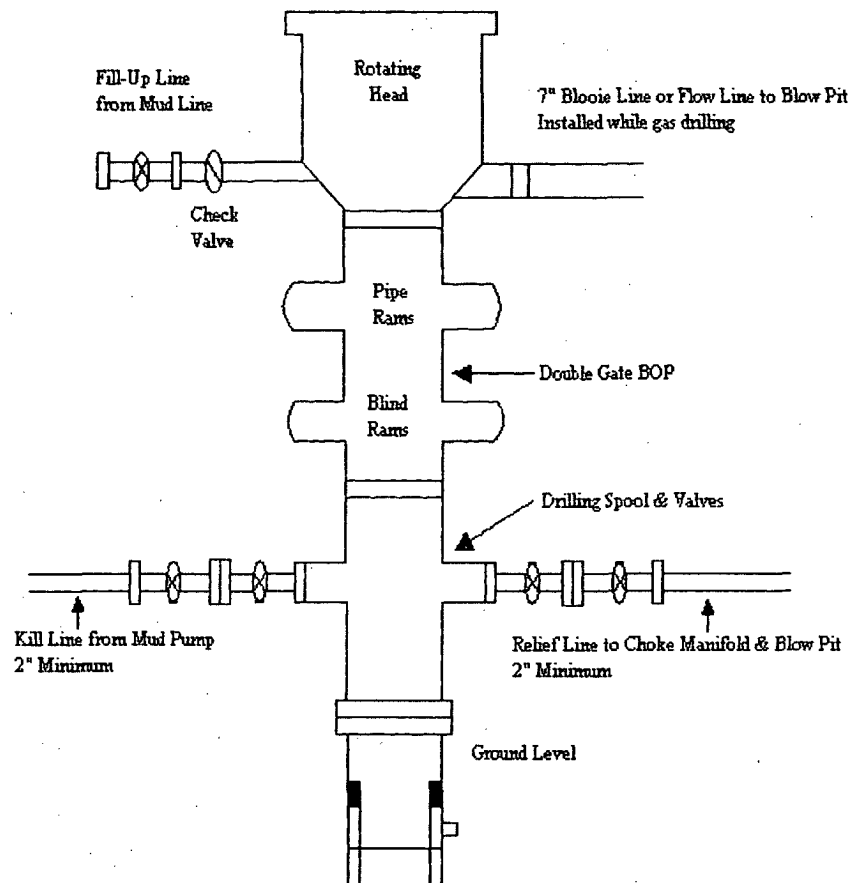 Rotating
Head
Fill-Up Line
from Mud Line
7" Blooie Line or Flow Line to Blow Pit
Installed while gas drilling
Check
Valve
Pipe
Rams
Double Gate BOP
Blind
Rams
Drilling Spool & Valves
Kill Line from Mud Pump
2" Minimum
Relief Line to Choke Manifold & Blow Pit
2" Minimum
Ground Level